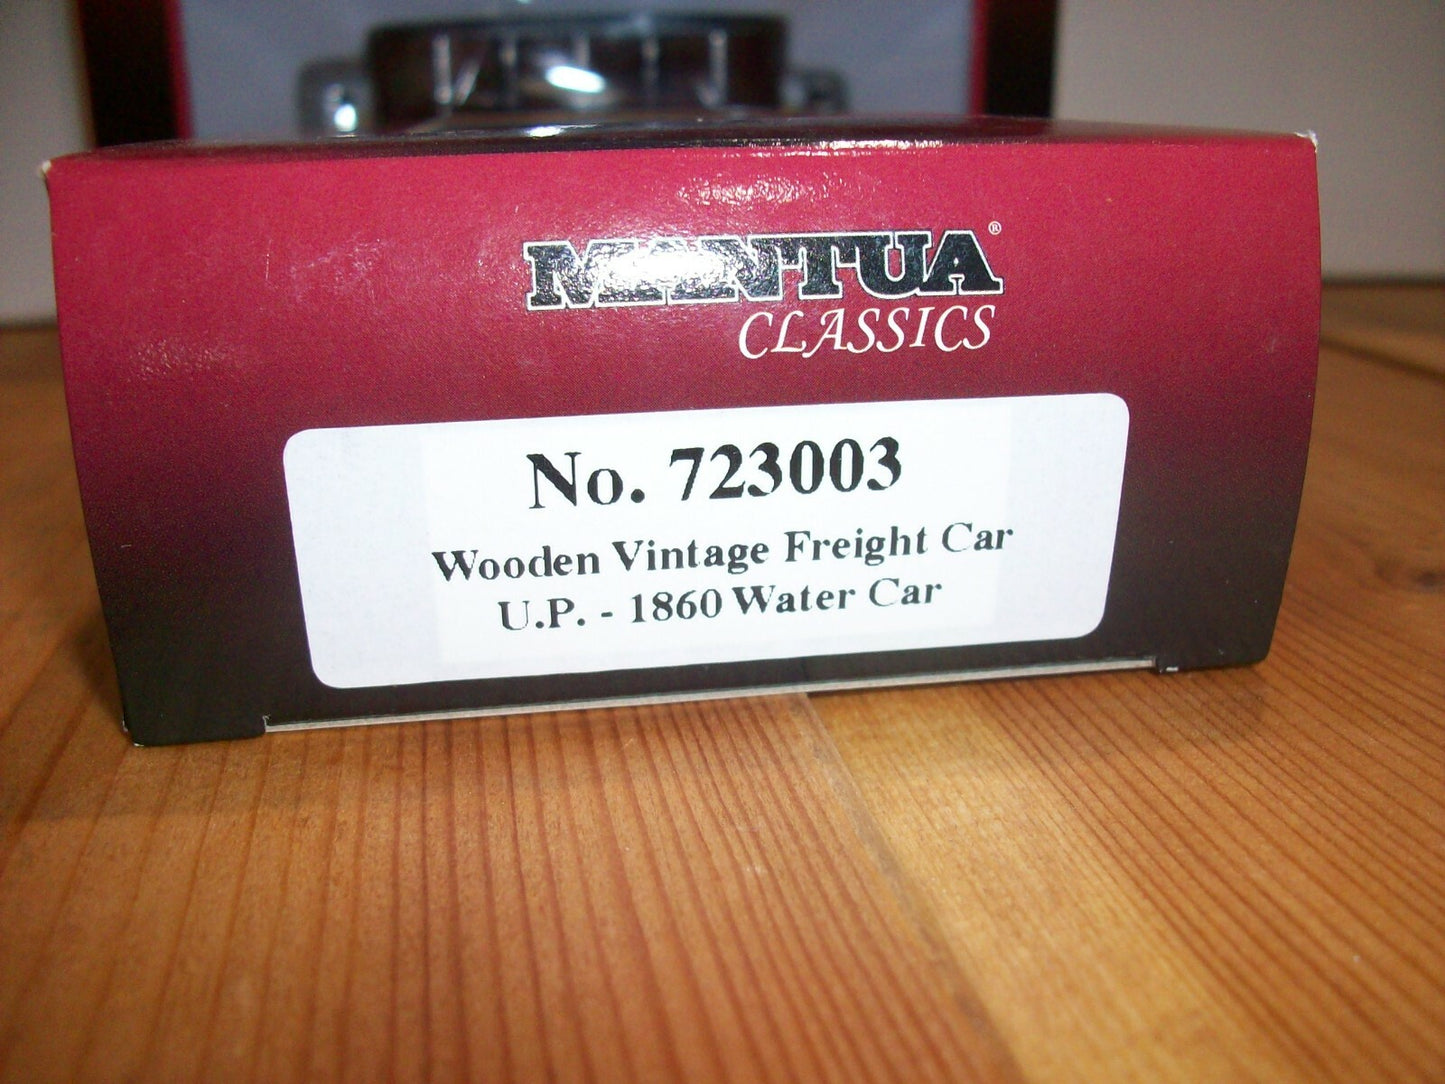 MANTUA®
CLASSICS
No. 723003
Wooden Vintage Freight Car
U.P. - 1860 Water Car